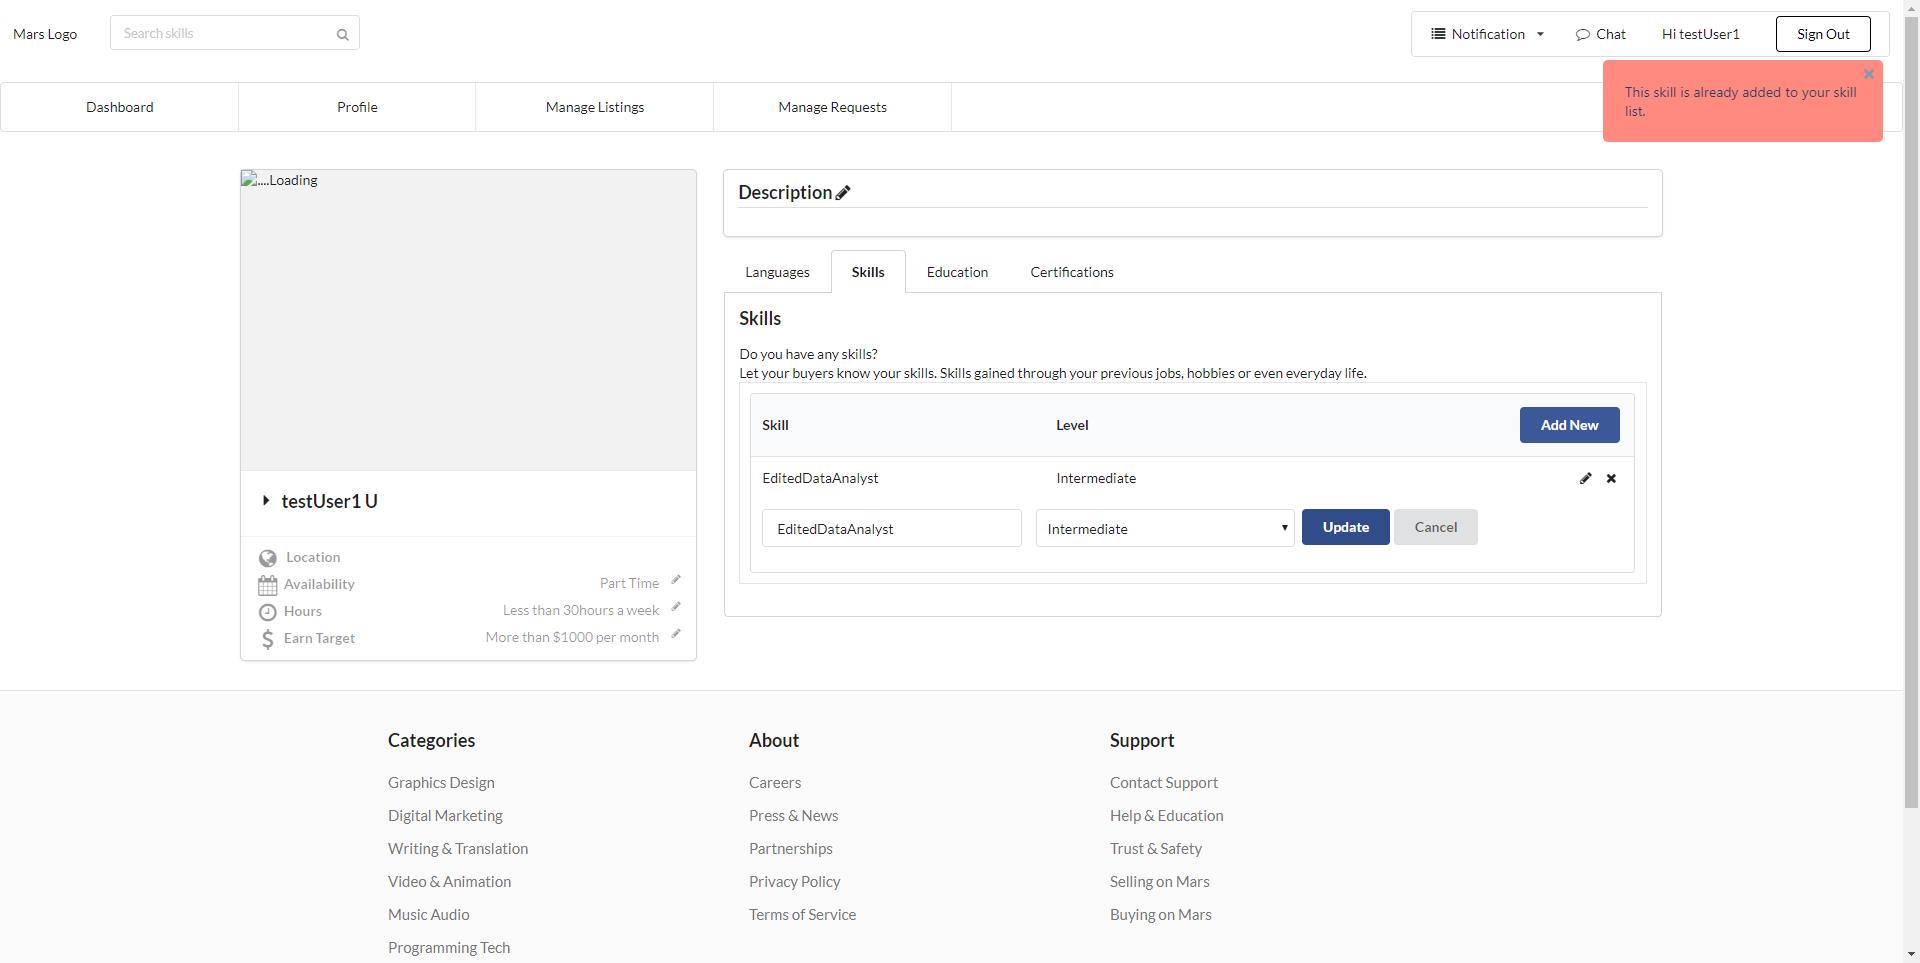 Mars Logo
Search skills
Notification
Chat
Hi testUser1
Sign Out
This skill is already added to your skill
list.
Dashboard
Profile
Manage Listings
Manage Requests
....Loading
testUser1 U
Location
Availability
Part Time
Hours
Less than 30hours a week
Earn Target
More than $1000 per month
Description
Languages
Skills
Education
Certifications
Skills
Do you have any skills?
Let your buyers know your skills. Skills gained through your previous jobs, hobbies or even everyday life.
Skill
Level
Add New
EditedDataAnalyst
Intermediate
EditedDataAnalyst
Intermediate
Update
Cancel
Categories
Graphics Design
Digital Marketing
Writing & Translation
Video & Animation
Music Audio
Programming Tech
About
Careers
Press & News
Partnerships
Privacy Policy
Terms of Service
Support
Contact Support
Help & Education
Trust & Safety
Selling on Mars
Buying on Mars